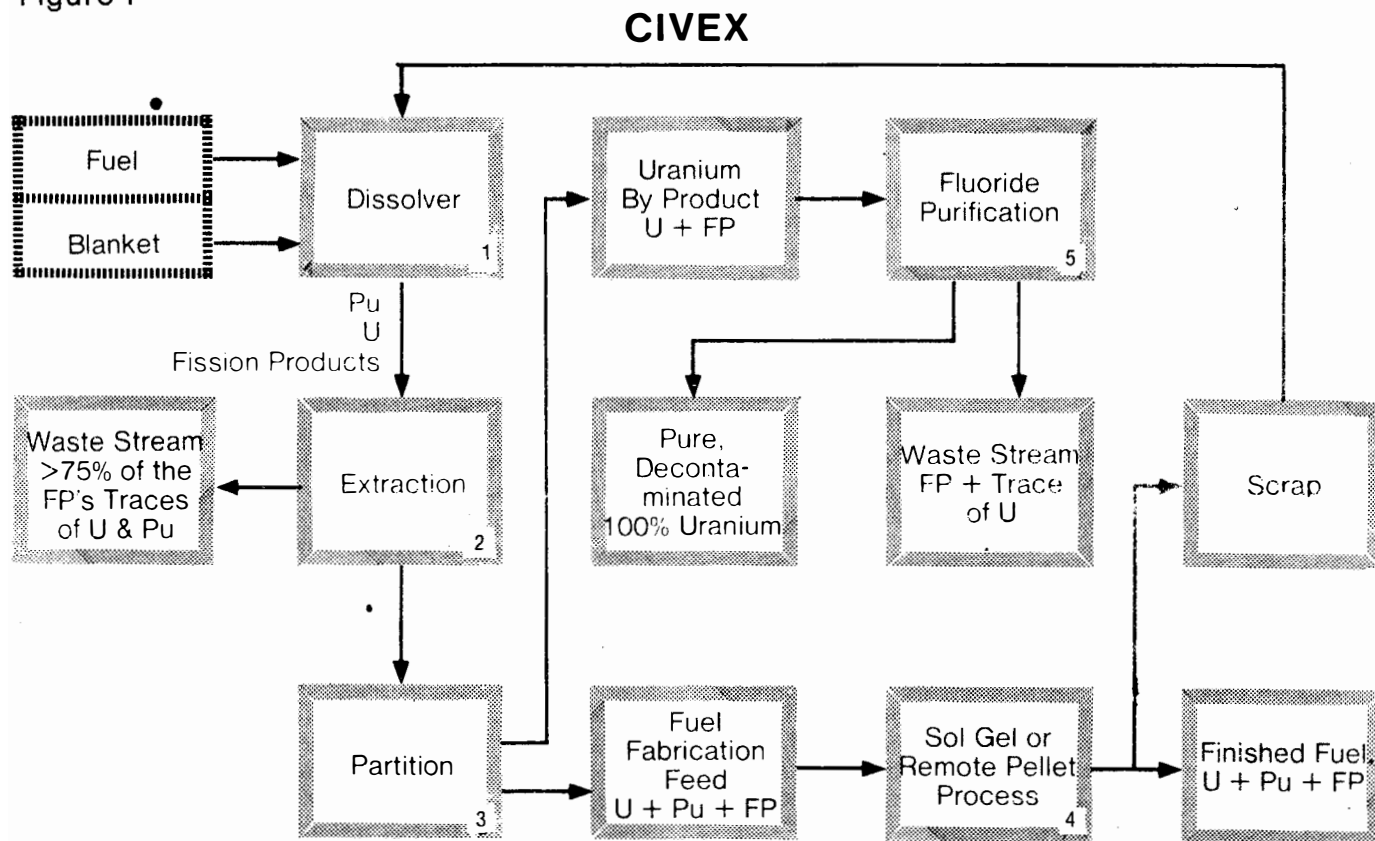 CIVEX
Fuel
Blanket
Dissolver
1
Uranium
By Product
U + FP
Fluoride
Purification
5
Pu
U
Fission Products
Waste Stream
>75% of the
FP's Traces
of U & Pu
Extraction
2
Pure,
Deconta-
minated
100% Uranium
Waste Stream
FP + Trace
of U
Scrap
Partition
3
Fuel
Fabrication
Feed
U + Pu + FP
Sol Gel or
Remote Pellet
Process
4
Finished Fuel
U + Pu + FP